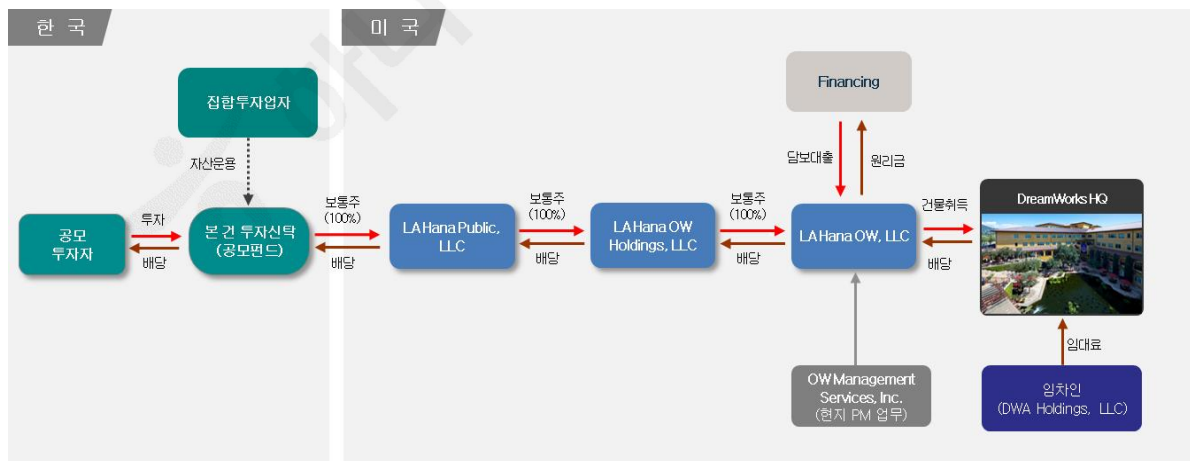 한 국
미 국
집합투자업자
Financing
자산운용
담보대출
원리금
공모
투자자
투자
배당
본 건 투자신탁
(공모펀드)
보통주
(100%)
배당
LA Hana Public,
LLC
보통주
(100%)
배당
LA Hana OW
Holdings, LLC
보통주
(100%)
배당
LA Hana OW, LLC
건물취득
배당
DreamWorks HQ
임대료
OW Management
Services, Inc.
(현지 PM 업무)
임차인
(DWA Holdings, LLC)